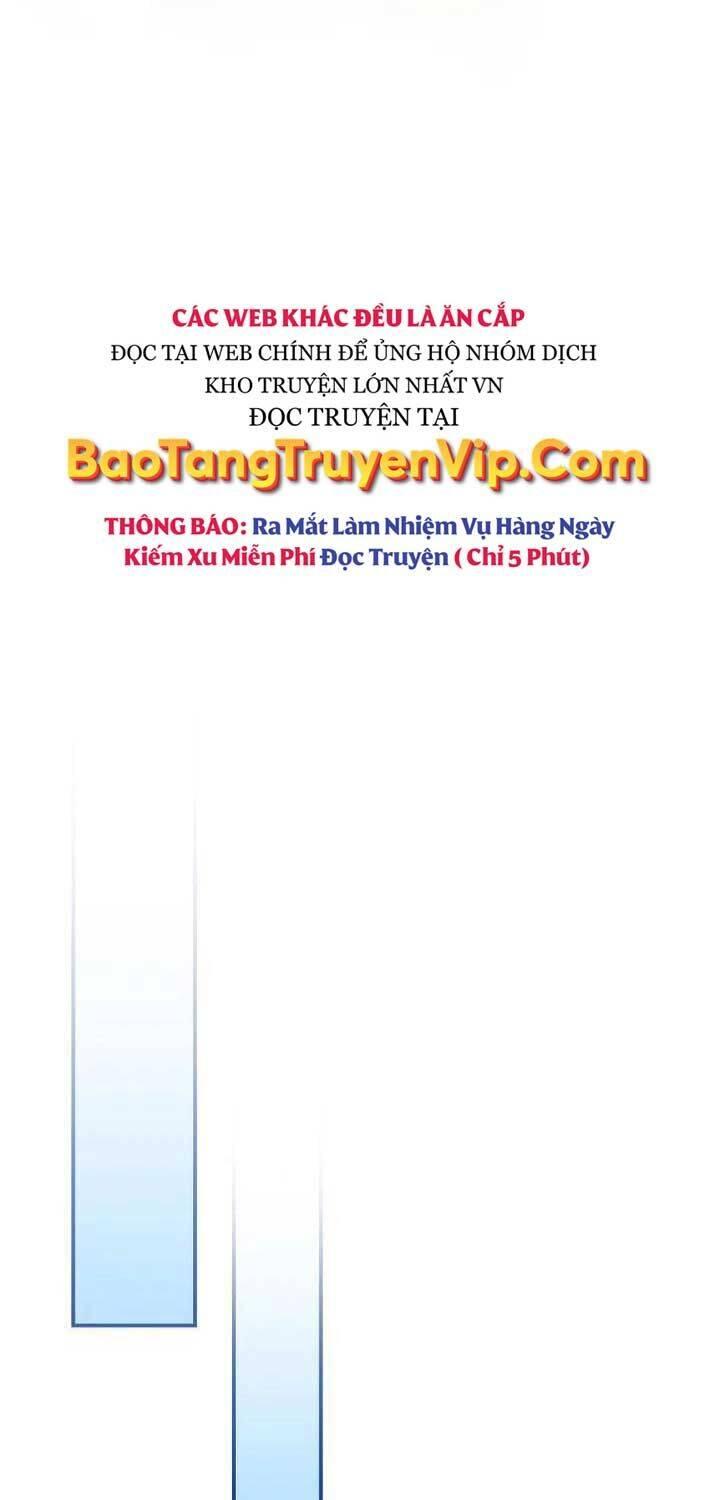 CÁC WEB KHÁC ĐỀU LÀ ĂN CẮP
ĐỌC TẠI WEB CHÍNH ĐỂ ỦNG HỘ NHÓM DỊCH
KHO TRUYỆN LỚN NHẤT VN
ĐỌC TRUYỆN TẠI
BaoTangTruyenVip.Com
THÔNG BÁO: Ra Mắt Làm Nhiệm Vụ Hàng Ngày
Kiếm Xu Miễn Phí Đọc Truyện ( Chỉ 5 Phút)